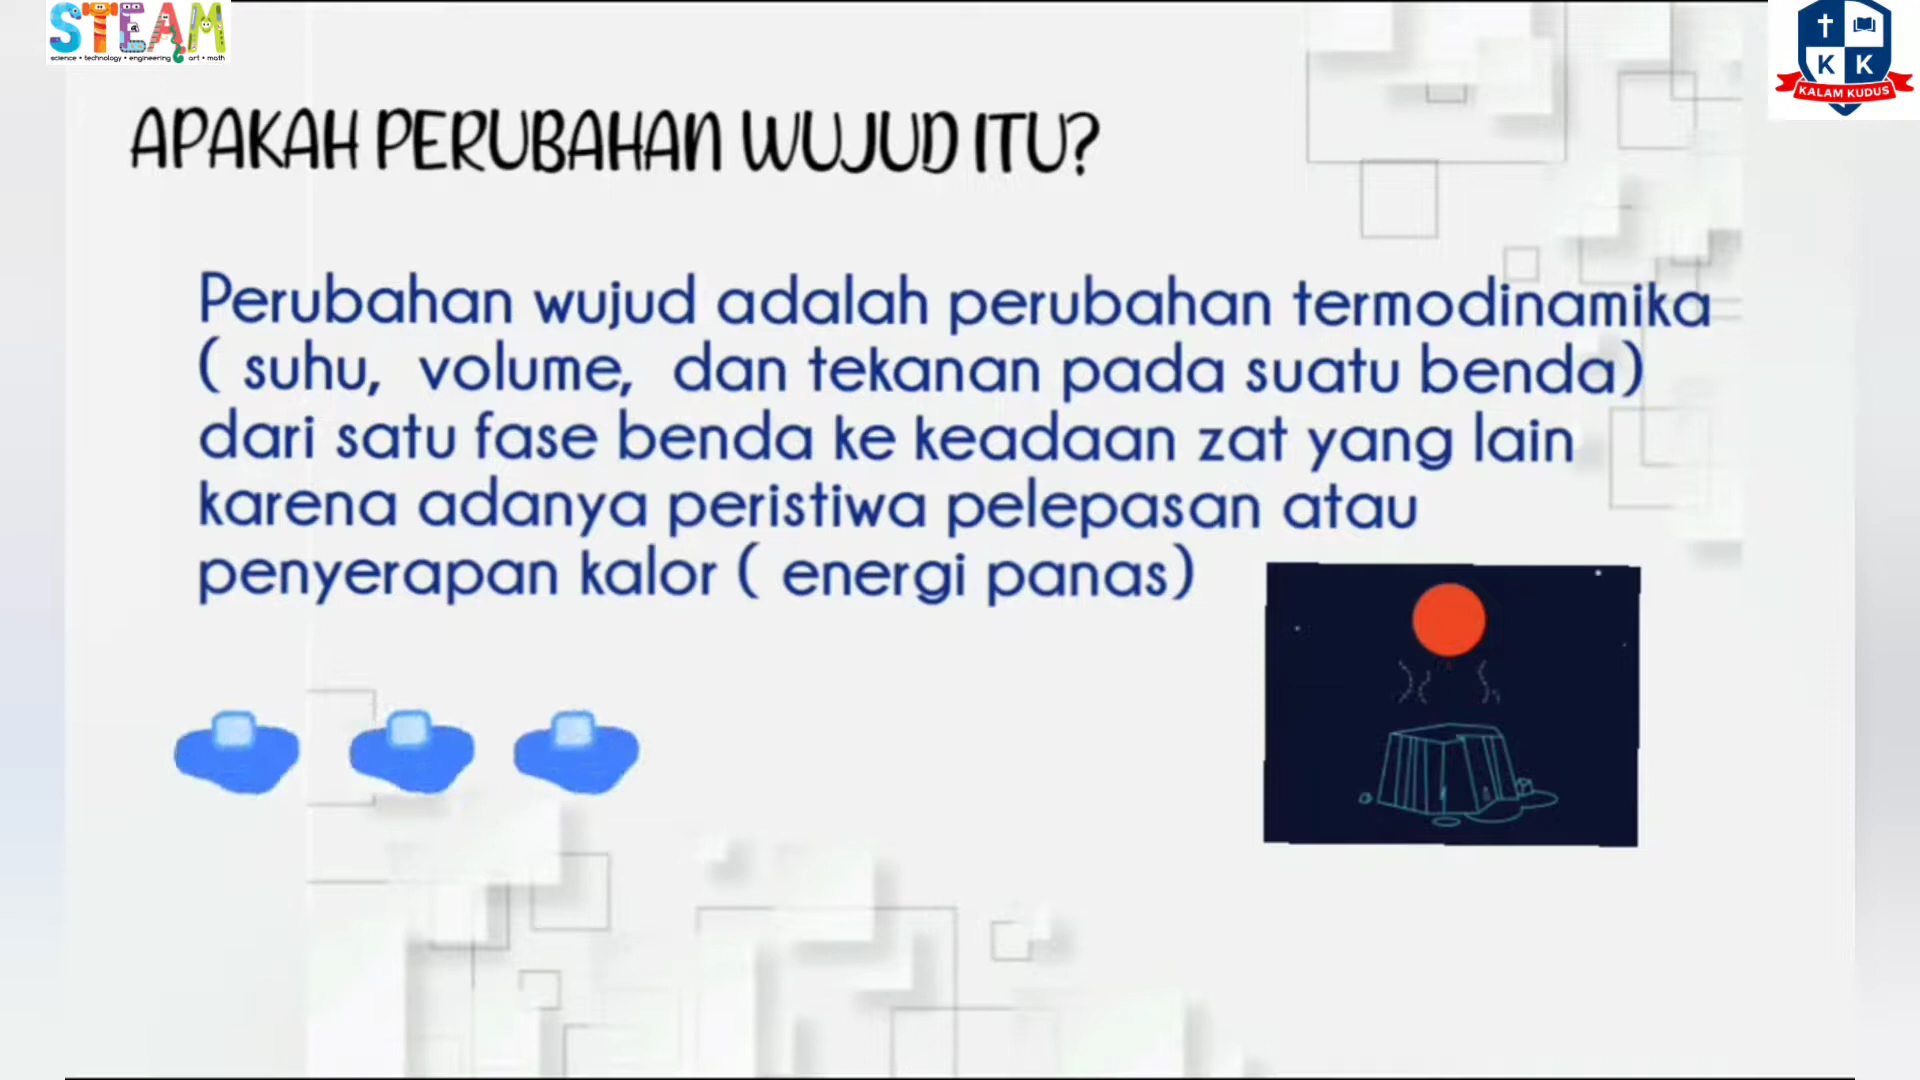 STEAM
science • technology • engineering • art • math
K K
KALAM KUDUS
APAKAH PERUBAHAN WUJUD ITU?
Perubahan wujud adalah perubahan termodinamika
( suhu, volume, dan tekanan pada suatu benda)
dari satu fase benda ke keadaan zat yang lain
karena adanya peristiwa pelepasan atau
penyerapan kalor ( energi panas)